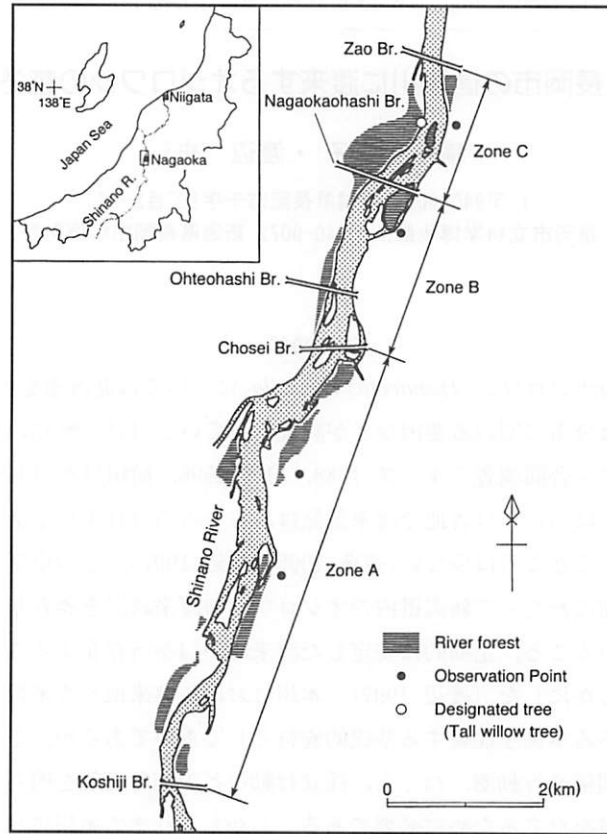 38°N
138°E
Niigata
Japan Sea
Nagaoka
Shinano R.
Zao Br.
Nagaokaohashi Br.
Zone C
Zone B
Ohteohashi Br.
Chosei Br.
Shinano River
Zone A
Koshiji Br.
River forest
Observation Point
Designated tree
(Tall willow tree)
0 2(km)